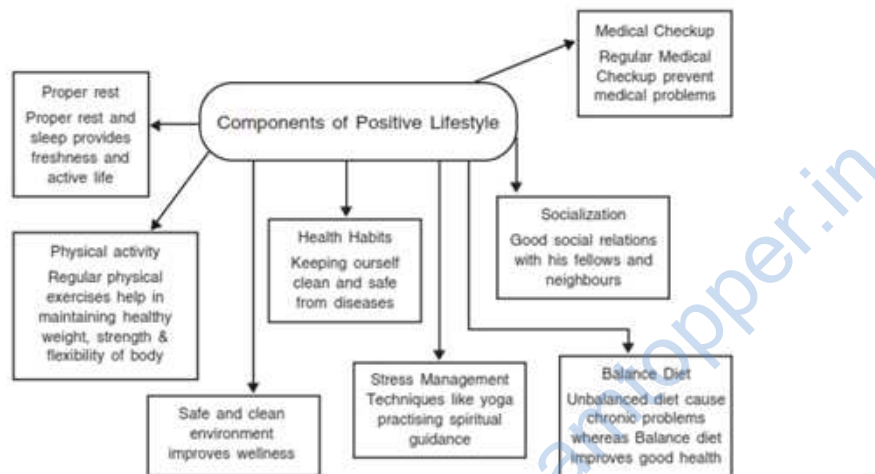 Medical Checkup
Regular Medical
Checkup prevent
medical problems
Proper rest
Proper rest and
sleep provides
freshness and
active life
Components of Positive Lifestyle
Socialization
Good social relations
with his fellows and
neighbours
Health Habits
Keeping ourself
clean and safe
from diseases
Physical activity
Regular physical
exercises help in
maintaining healthy
weight, strength &
flexibility of body
Safe and clean
environment
improves wellness
Stress Management
Techniques like yoga
practising spiritual
guidance
Balance Diet
Unbalanced diet cause
chronic problems
whereas Balance diet
improves good health
amtopper.in